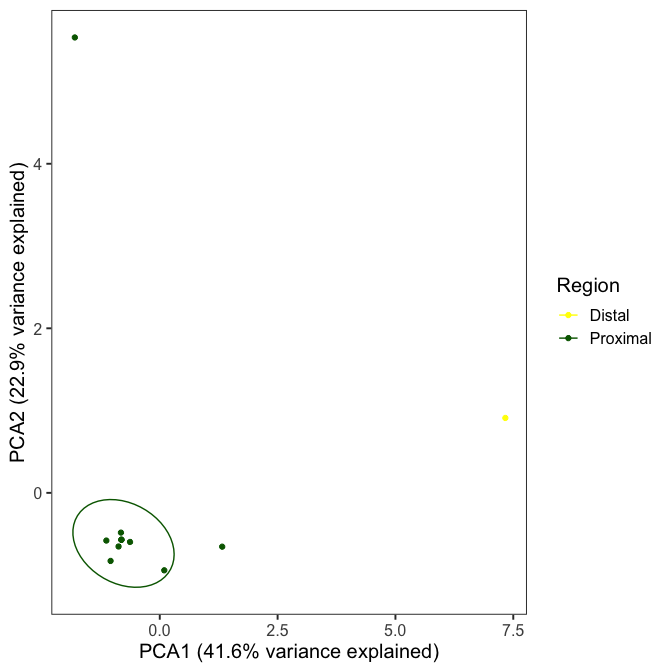 4
2
0
0.0
2.5
5.0
7.5
PCA1 (41.6% variance explained)
PCA2 (22.9% variance explained)
Region
Distal
Proximal